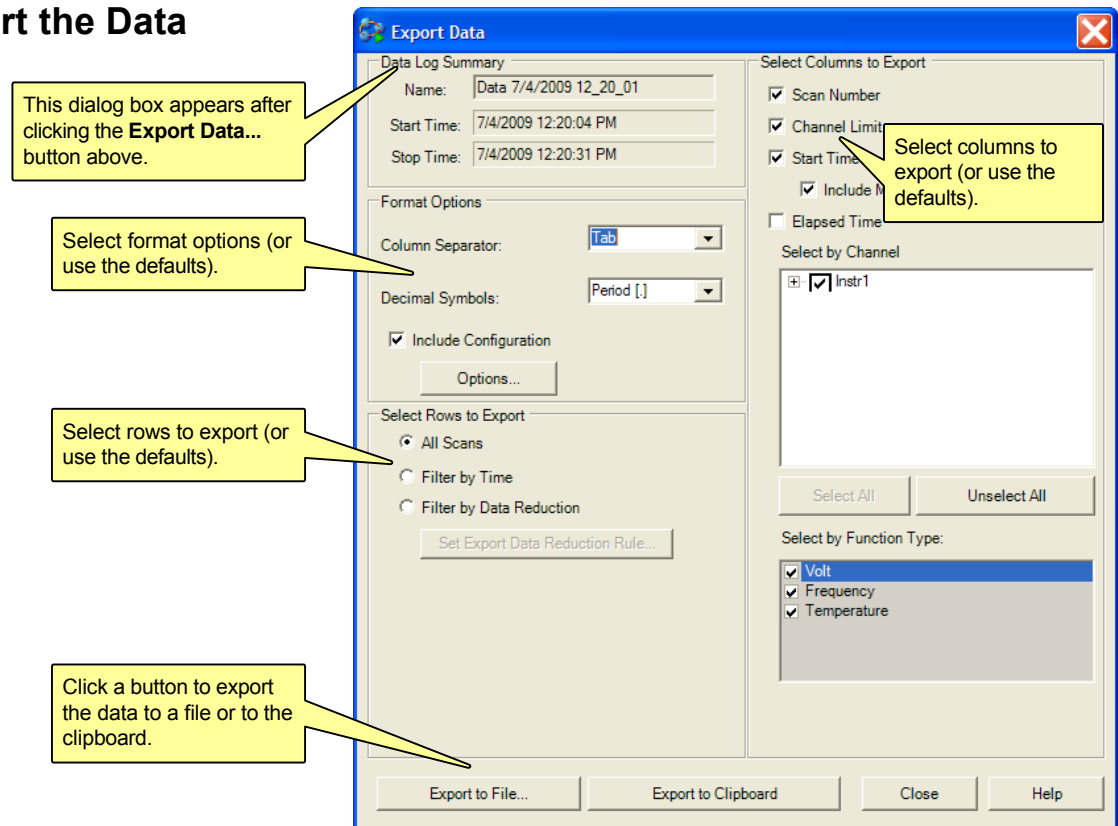 rt the Data
Export Data
This dialog box appears after
clicking the Export Data...
button above.
Data Log Summary
Name: Data 7/4/2009 12_20_01
Start Time: 7/4/2009 12:20:04 PM
Stop Time: 7/4/2009 12:20:31 PM
Select format options (or
use the defaults).
Format Options
Column Separator: Tab
Decimal Symbols: Period [.]
Include Configuration
Options...
Select rows to export (or
use the defaults).
Select Rows to Export
All Scans
Filter by Time
Filter by Data Reduction
Set Export Data Reduction Rule...
Select Columns to Export
Scan Number
Channel Limit
Start Time
Include
Select columns to
export (or use the
defaults).
Elapsed Time
Select by Channel
Instr1
Select All
Unselect All
Select by Function Type:
Volt
Frequency
Temperature
Click a button to export
the data to a file or to the
clipboard.
Export to File...
Export to Clipboard
Close
Help